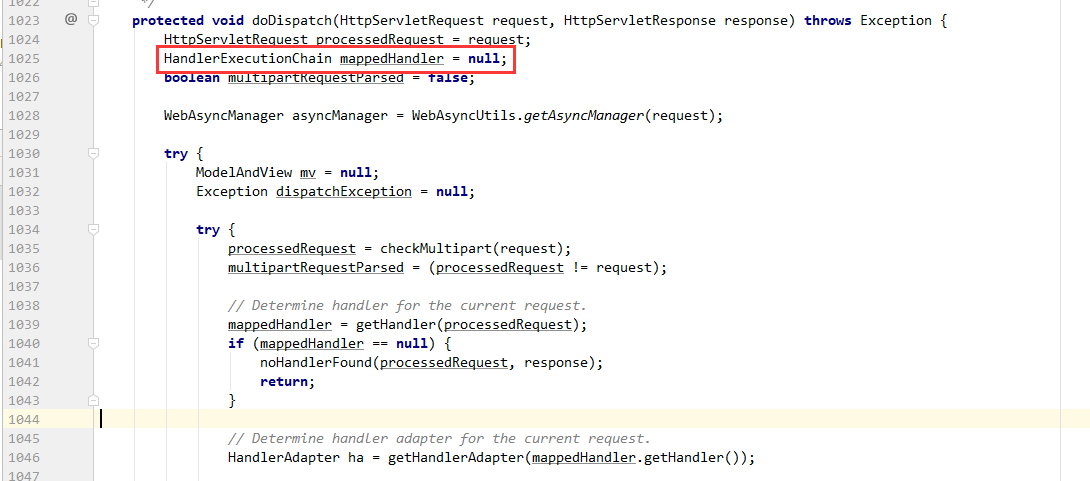 1022 */
1023 @ protected void doDispatch(HttpServletRequest request, HttpServletResponse response) throws Exception {
1024 HttpServletRequest processedRequest = request;
1025 HandlerExecutionChain mappedHandler = null;
1026 boolean multipartRequestParsed = false;
1027
1028 WebAsyncManager asyncManager = WebAsyncUtils.getAsyncManager(request);
1029
1030 try {
1031 ModelAndView mv = null;
1032 Exception dispatchException = null;
1033
1034 try {
1035 processedRequest = checkMultipart(request);
1036 multipartRequestParsed = (processedRequest != request);
1037
1038 // Determine handler for the current request.
1039 mappedHandler = getHandler(processedRequest);
1040 if (mappedHandler == null) {
1041 noHandlerFound(processedRequest, response);
1042 return;
1043 }
1044
1045 // Determine handler adapter for the current request.
1046 HandlerAdapter ha = getHandlerAdapter(mappedHandler.getHandler());
1047